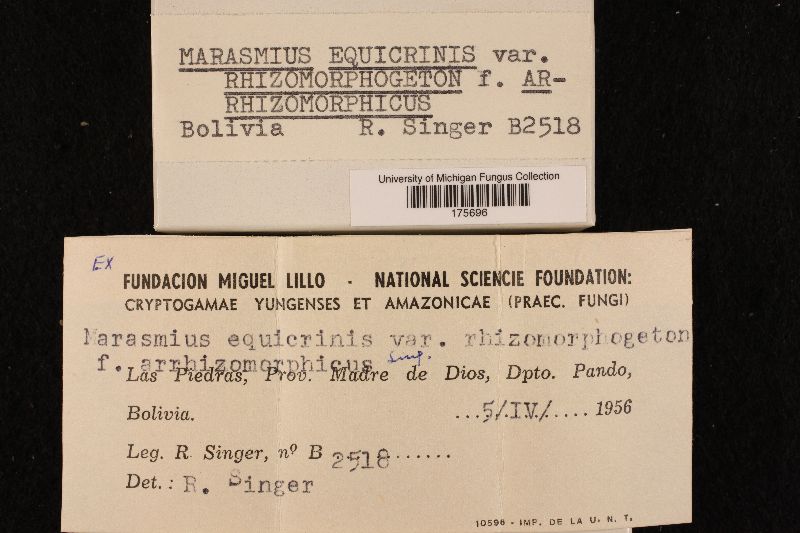 MARASMIUS EQUICRINIS var.
RHIZOMORPHOGETON f. AR-
RHIZOMORPHICUS
Bolivia R. Singer B2518
University of Michigan Fungus Collection
175696
Ex
FUNDACION MIGUEL LILLO - NATIONAL SCIENCIE FOUNDATION:
CRYPTOGAMAE YUNGENSES ET AMAZONICAE (PRAEC. FUNGI)
Marasmius equicrinis var. rhizomorphogeton
f. arrhizomorphicus Sing.
Las Piedras, Prov. Madre de Dios, Dpto. Pando,
Bolivia. ...5/.IV/..... 1956
Leg. R. Singer, nº B 2518......
Det.: R. Singer
10596 - IMP. DE LA U. N. T.